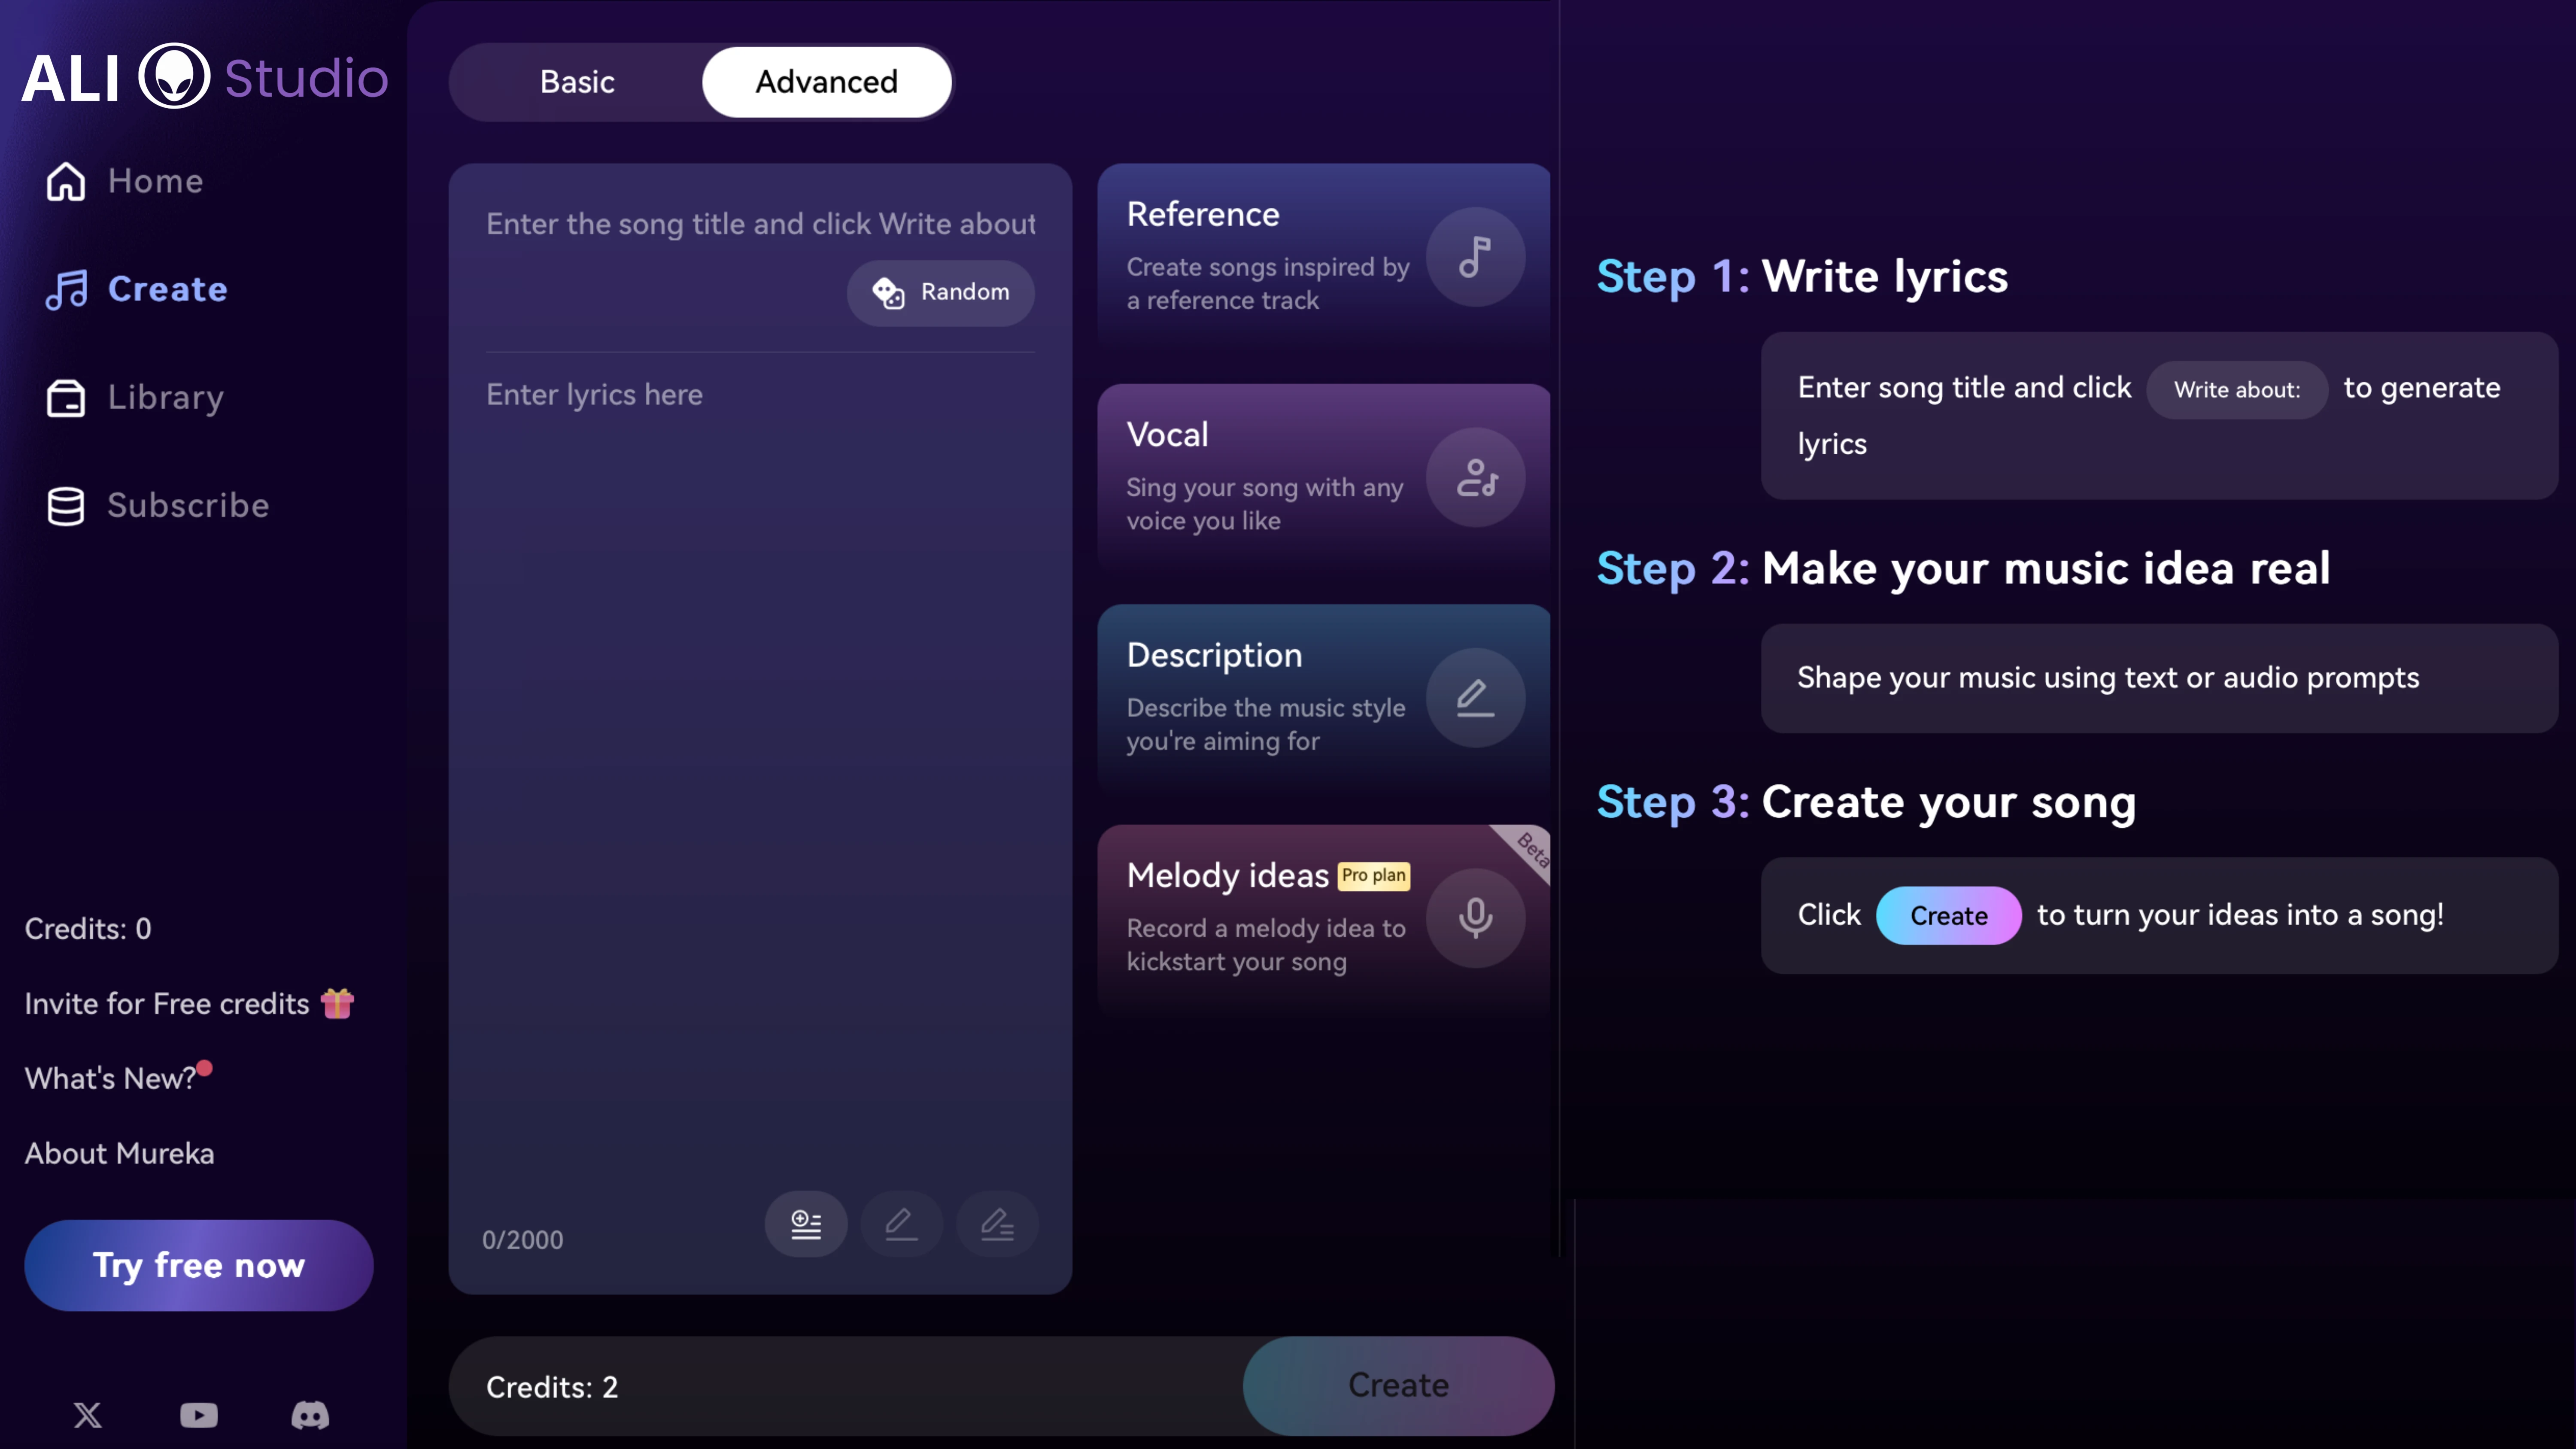 ALI Studio
Home
Create
Library
Subscribe
Credits: 0
Invite for Free credits
What's New?
About Mureka
Try free now
Basic
Advanced
Enter the song title and click Write about
Random
Enter lyrics here
0/2000
Reference
Create songs inspired by
a reference track
Vocal
Sing your song with any
voice you like
Description
Describe the music style
you're aiming for
Beta
Melody ideas Pro plan
Record a melody idea to
kickstart your song
Credits: 2
Create
Step 1: Write lyrics
Enter song title and click Write about: to generate
lyrics
Step 2: Make your music idea real
Shape your music using text or audio prompts
Step 3: Create your song
Click Create to turn your ideas into a song!